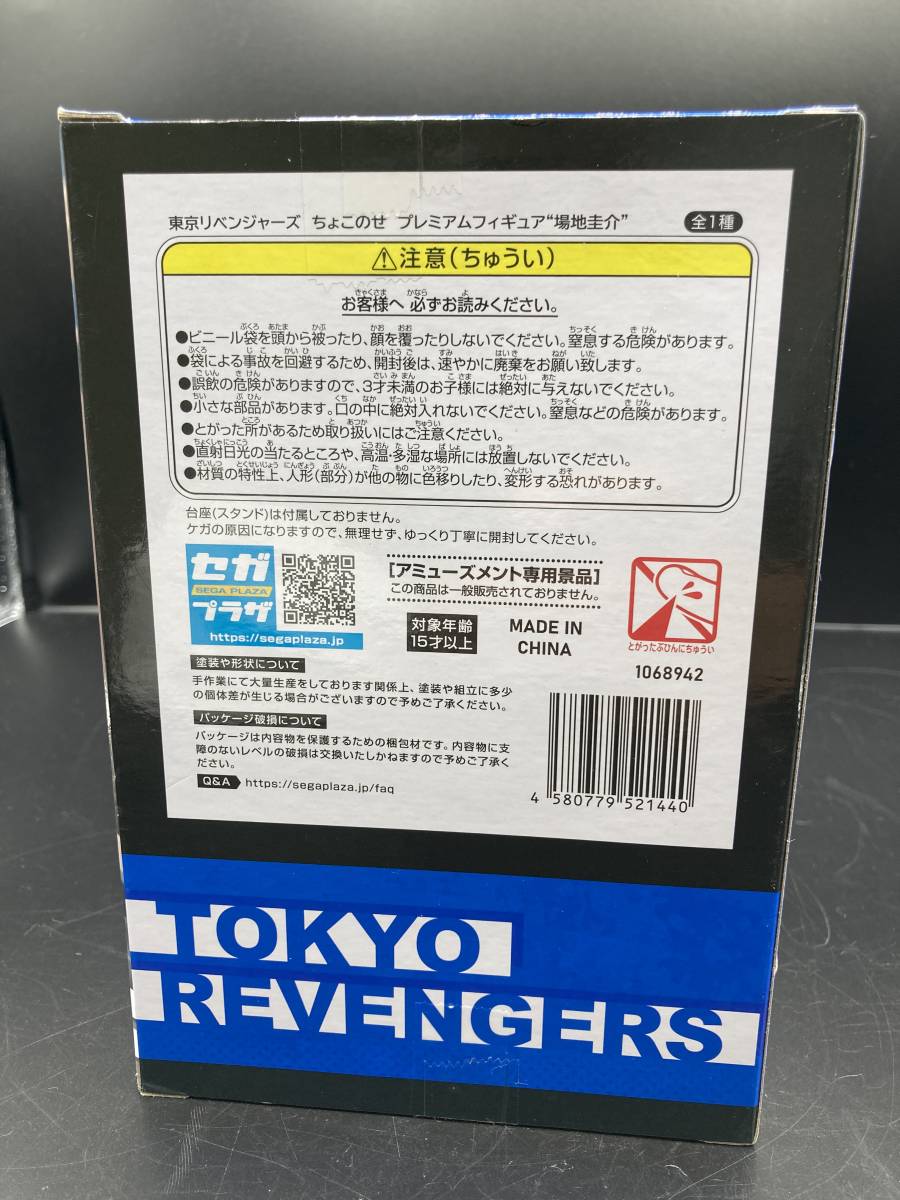 東京リベンジャーズ ちょこのせ プレミアムフィギュア“場地圭介” 全1種
⚠注意(ちゅうい)
お客様へ 必ずお読みください。
●ビニール袋を頭から被ったり、顔を覆ったりしないでください。窒息する危険があります。
●袋による事故を回避するため、開封後は、速やかに廃棄をお願い致します。
●誤飲の危険がありますので、3才未満のお子様には絶対に与えないでください。
●小さな部品があります。口の中に絶対入れないでください。窒息などの危険があります。
●とがった所があるため取り扱いにはご注意ください。
●直射日光の当たるところや、高温・多湿な場所には放置しないでください。
●材質の特性上、人形(部分)が他の物に色移りしたり、変形する恐れがあります。
台座(スタンド)は付属しておりません。
ケガの原因になりますので、無理せず、ゆっくり丁寧に開封してください。
セガ
SEGA PLAZA
プラザ
https://segaplaza.jp
[アミューズメント専用景品]
この商品は一般販売されておりません。
対象年齢
15才以上
MADE IN
CHINA
とがったぶひんにちゅうい
1068942
塗装や形状について
手作業にて大量生産をしております関係上、塗装や組立に多少
の個体差が生じる場合がございますので予めご了承ください。
パッケージ破損について
パッケージは内容物を保護するための梱包材です。内容物に支
障のないレベルの破損は交換いたしかねますので予めご了承く
ださい。
Q&A https://segaplaza.jp/faq
4 580779 521440
TOKYO
REVENGERS